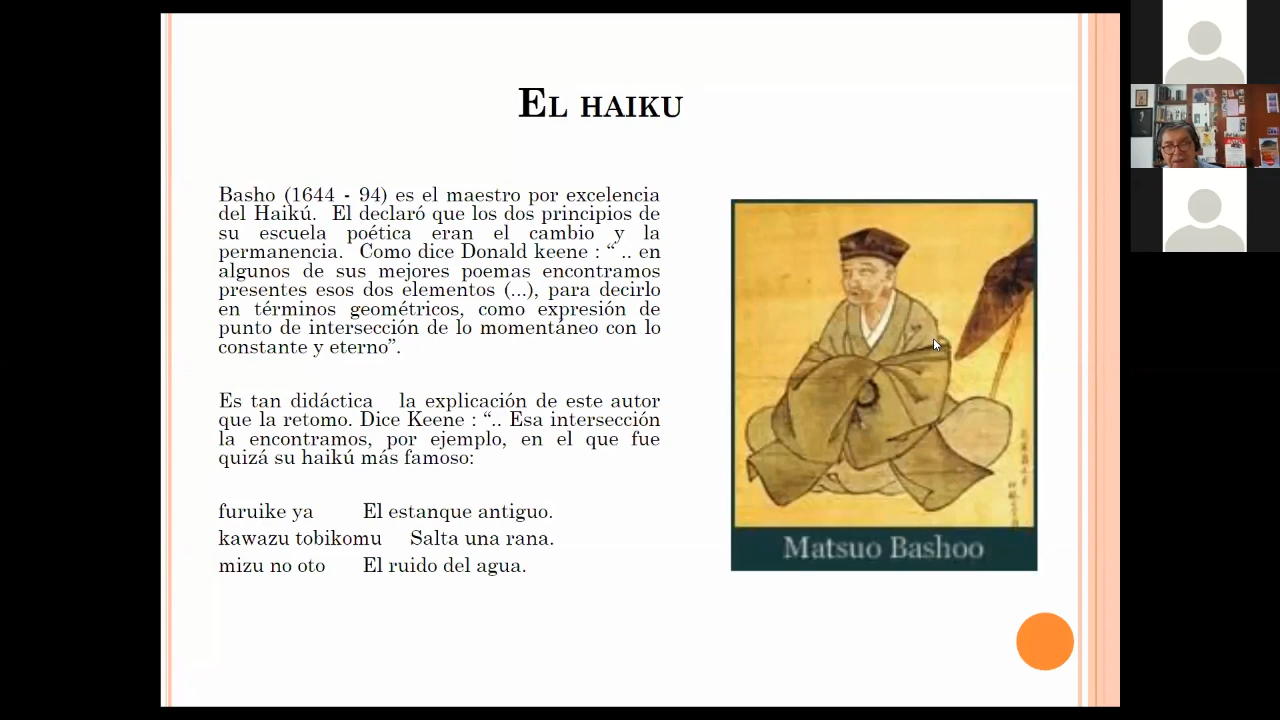 EL HAIKU
Basho (1644 - 94) es el maestro por excelencia
del Haikú. El declaró que los dos principios de
su escuela poética eran el cambio y la
permanencia. Como dice Donald keene : “ .. en
algunos de sus mejores poemas encontramos
presentes esos dos elementos (...), para decirlo
en términos geométricos, como expresión de
punto de intersección de lo momentáneo con lo
constante y eterno”.
Es tan didáctica la explicación de este autor
que la retomo. Dice Keene : “.. Esa intersección
la encontramos, por ejemplo, en el que fue
quizá su haikú más famoso:
furuike ya El estanque antiguo.
kawazu tobikomu Salta una rana.
mizu no oto El ruido del agua.
Matsuo Bashoo